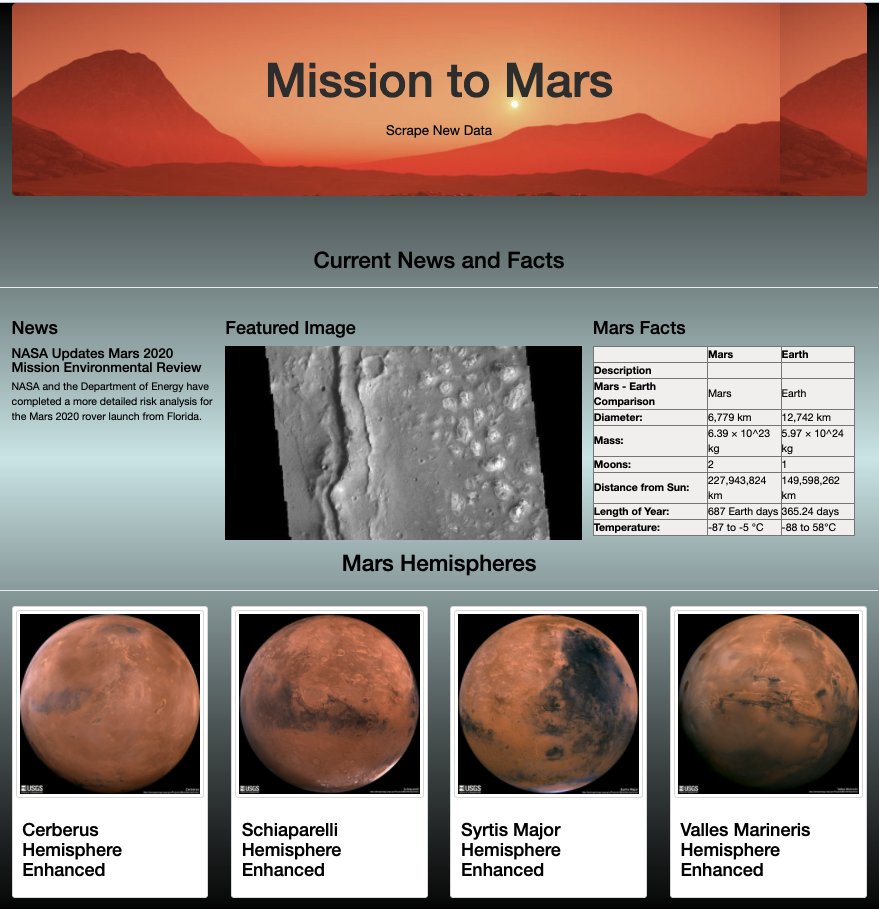 Mission to Mars
Scrape New Data
Current News and Facts
News
NASA Updates Mars 2020
Mission Environmental Review
NASA and the Department of Energy have
completed a more detailed risk analysis for
the Mars 2020 rover launch from Florida.
Featured Image
Mars Facts
Mars Earth
Description
Mars - Earth
Comparison Mars Earth
Diameter: 6,779 km 12,742 km
Mass: 6.39 × 10^23 kg 5.97 × 10^24 kg
Moons: 2 1
Distance from Sun: 227,943,824 km 149,598,262 km
Length of Year: 687 Earth days 365.24 days
Temperature: -87 to -5 °C -88 to 58°C
Mars Hemispheres
USGS
USGS
USGS
USGS
Cerberus
Hemisphere
Enhanced
Schiaparelli
Hemisphere
Enhanced
Syrtis Major
Hemisphere
Enhanced
Valles Marineris
Hemisphere
Enhanced